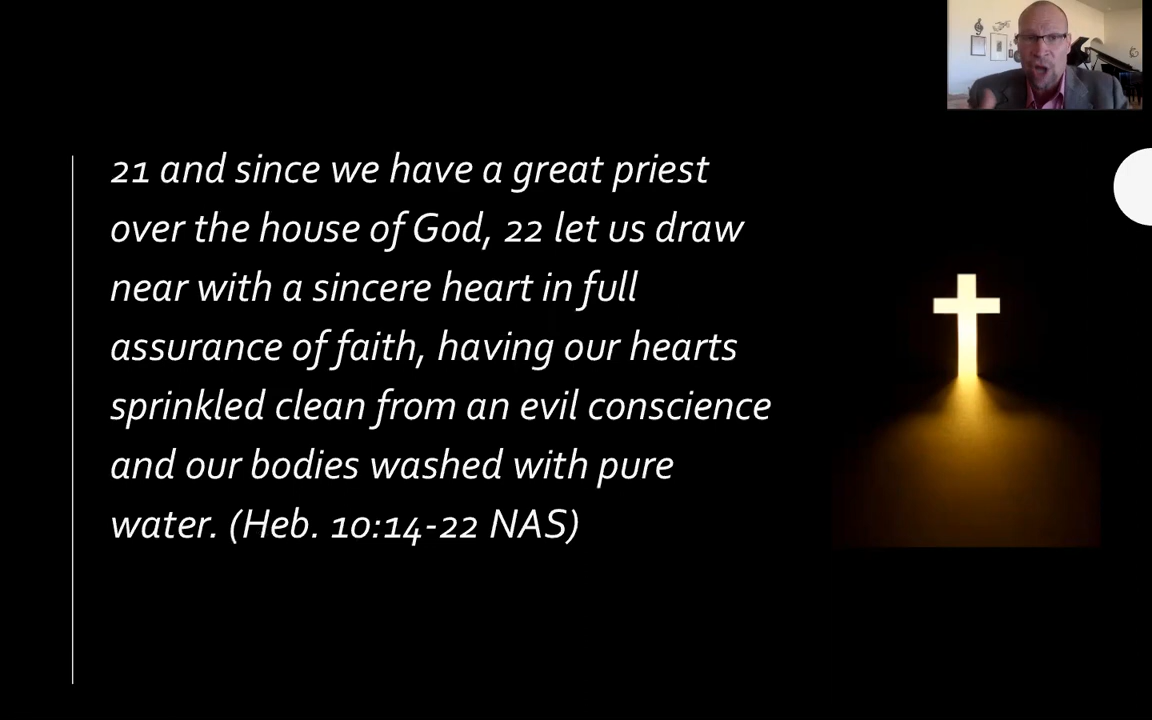 21 and since we have a great priest
over the house of God, 22 let us draw
near with a sincere heart in full
assurance of faith, having our hearts
sprinkled clean from an evil conscience
and our bodies washed with pure
water. (Heb. 10:14-22 NAS)